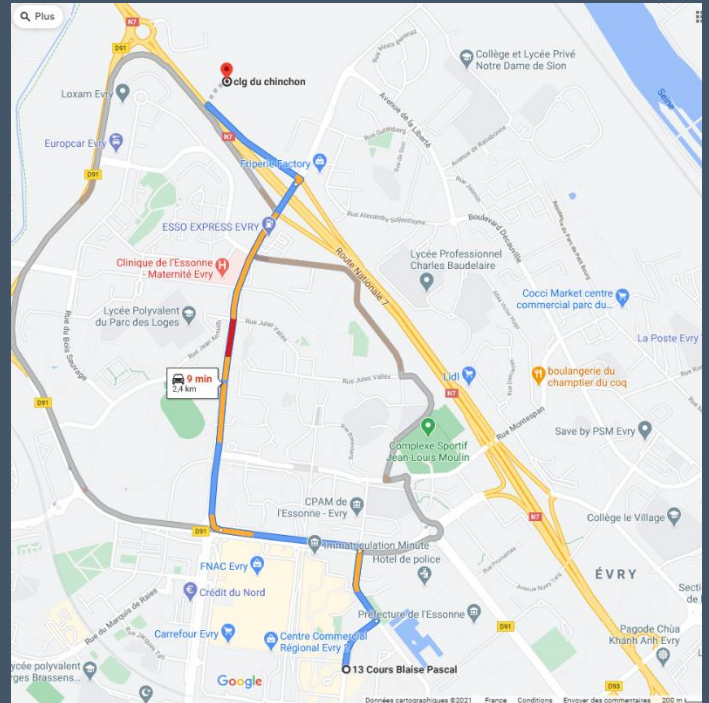 Plus
N7
D91
clg du chinchon
Collège et Lycée Privé
Notre Dame de Sion
Loxam Evry
Avenue de la Liberté
Rue Gutenberg
Seine
Europcar Evry
N7
Friperie Factory
D91
ESSO EXPRESS EVRY
Boulevard Decauville
Route Nationale 7
Clinique de l'Essonne
- Maternité Evry
Lycée Professionnel
Charles Baudelaire
Cocci Market centre
commercial parc du...
Lycée Polyvalent
du Parc des Loges
Rue Jules Vallès
Rue du Bois Sauvage
La Poste Evry
9 min
2,4 km
Rue Jules Vallès
Lidl
boulangerie du
champtier du coq
N7
D91
Rue Montespan
Complexe Sportif
Jean-Louis Moulin
Save by PSM Evry
CPAM de
l'Essonne - Evry
N7
Collège le Village
D91
Immatriculation Minute
Hotel de police
FNAC Evry
ÉVRY
Crédit du Nord
Préfecture de l'Essonne
Rue du Marquis de Raies
D91
Pagode Chùa
Khánh Anh Evry
Carrefour Evry
Centre Commercial
Régional Evry 2
13 Cours Blaise Pascal
Google
D93
Données cartographiques ©2021 France Conditions Envoyer des commentaires 200 m